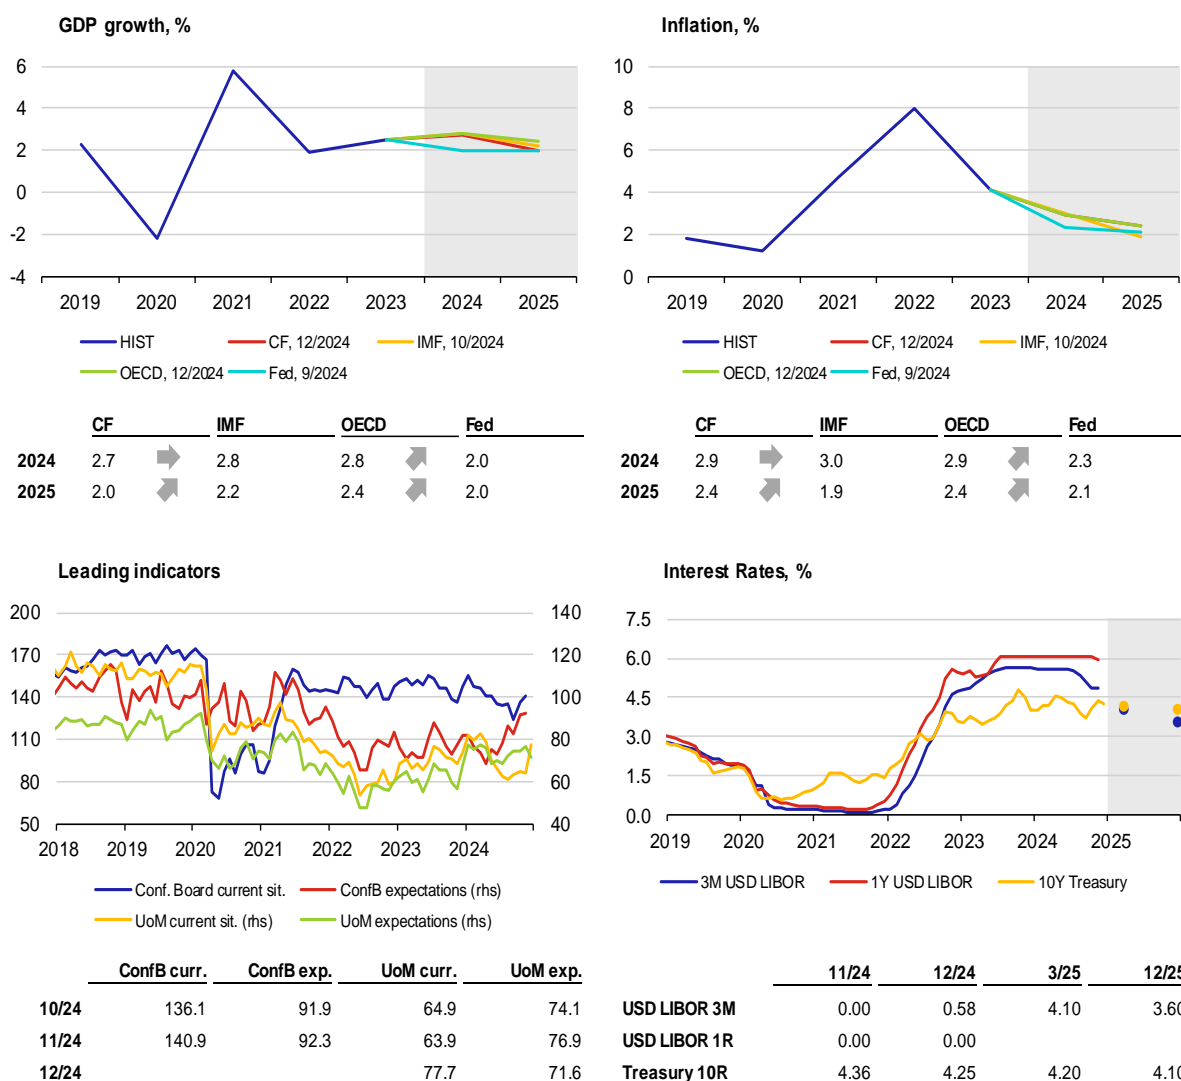 GDP growth, %
6
4
2
0
-2
-4
2019 2020 2021 2022 2023 2024 2025
HIST CF, 12/2024 IMF, 10/2024
OECD, 12/2024 Fed, 9/2024
CF IMF OECD Fed
2024 2.7 2.8 2.8 2.0
2025 2.0 2.2 2.4 2.0
Inflation, %
10
8
6
4
2
0
2019 2020 2021 2022 2023 2024 2025
HIST CF, 12/2024 IMF, 10/2024
OECD, 12/2024 Fed, 9/2024
CF IMF OECD Fed
2024 2.9 3.0 2.9 2.3
2025 2.4 1.9 2.4 2.1
Leading indicators
200 140
170 120
140 100
110 80
80 60
50 40
2018 2019 2020 2021 2022 2023 2024
Conf. Board current sit. ConfB expectations (rhs)
UoM current sit. (rhs) UoM expectations (rhs)
ConfB curr. ConfB exp. UoM curr. UoM exp.
10/24 136.1 91.9 64.9 74.1
11/24 140.9 92.3 63.9 76.9
12/24 77.7 71.6
Interest Rates, %
7.5
6.0
4.5
3.0
1.5
0.0
2019 2020 2021 2022 2023 2024 2025
3M USD LIBOR 1Y USD LIBOR 10Y Treasury
11/24 12/24 3/25 12/25
USD LIBOR 3M 0.00 0.58 4.10 3.60
USD LIBOR 1R 0.00 0.00
Treasury 10R 4.36 4.25 4.20 4.10